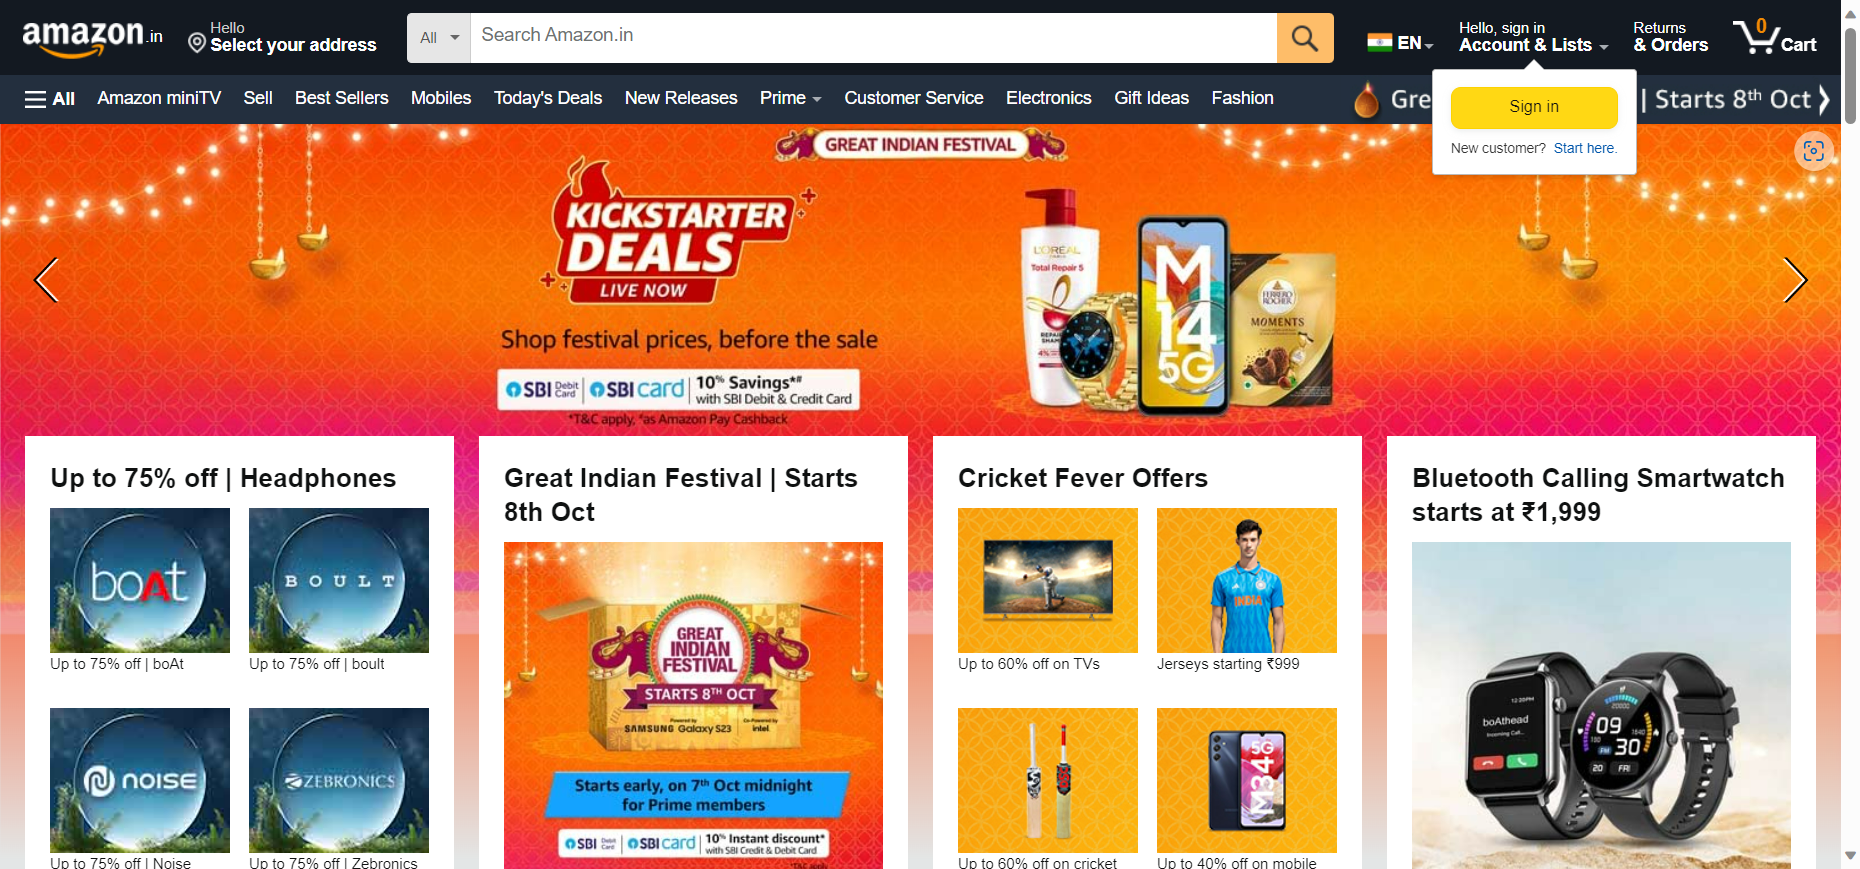 amazon.in
Hello
Select your address
All
Search Amazon.in
EN
Hello, sign in
Account & Lists
Returns
& Orders
0
Cart
All
Amazon miniTV
Sell
Best Sellers
Mobiles
Today's Deals
New Releases
Prime
Customer Service
Electronics
Gift Ideas
Fashion
Gre
| Starts 8th Oct
Sign in
New customer? Start here.
GREAT INDIAN FESTIVAL
KICKSTARTER
DEALS
LIVE NOW
Shop festival prices, before the sale
SBI Debit Card | SBI card | 10% Savings*#
with SBI Debit & Credit Card
*T&C apply, #as Amazon Pay Cashback
L'ORÉAL
Total Repair 5
M
14
5G
FERRERO
ROCHER
MOMENTS
Up to 75% off | Headphones
boAt
BOULT
Up to 75% off | boAt
Up to 75% off | boult
noise
ZEBRONICS
Up to 75% off | Noise
Up to 75% off | Zebronics
Great Indian Festival | Starts
8th Oct
GREAT
INDIAN
FESTIVAL
STARTS 8TH OCT
Powered by
SAMSUNG Galaxy S23
Co-Powered by
intel.
Starts early, on 7th Oct midnight
for Prime members
SBI Debit Card | SBI card | 10% Instant discount*
with SBI Credit & Debit Card
*T&C apply
Cricket Fever Offers
INDIA
Up to 60% off on TVs
Jerseys starting ₹999
M34 5G
Up to 60% off on cricket
Up to 40% off on mobile
Bluetooth Calling Smartwatch
starts at ₹1,999
12:29PM
boAthead
Incoming Call...
09
30
PM
20 FRI